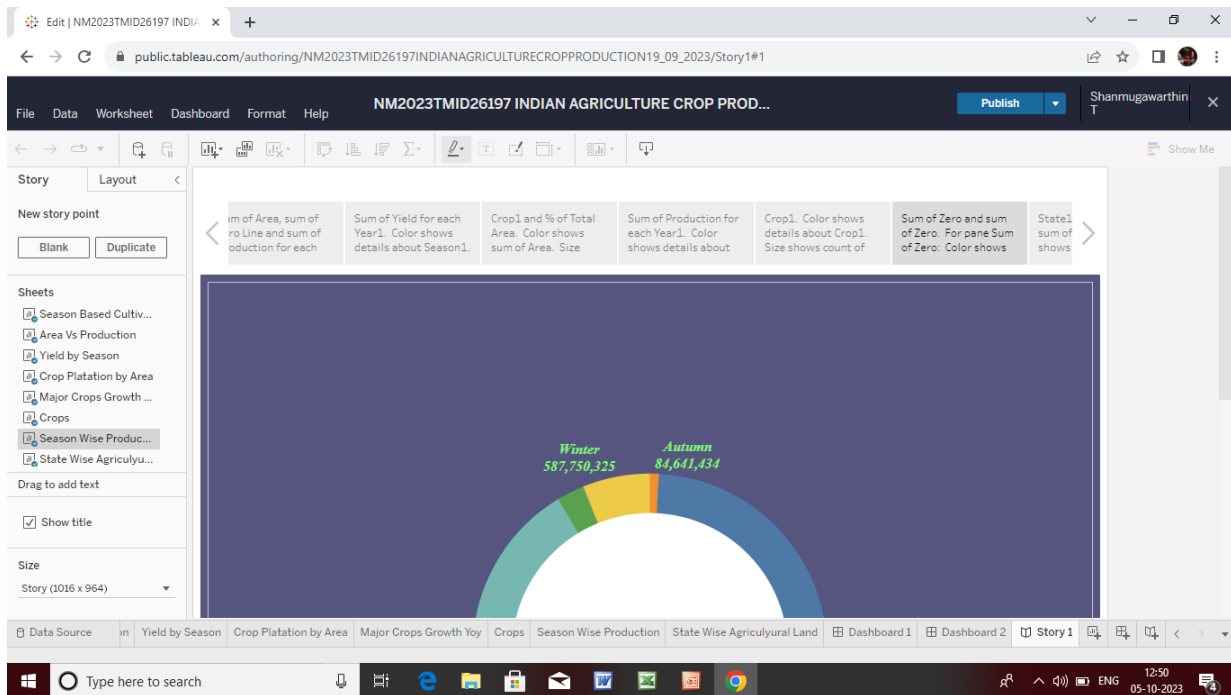 Edit | NM2023TMID26197 INDIA
public.tableau.com/authoring/NM2023TMID26197INDIANAGRICULTURECROPPRODUCTION19_09_2023/Story1#1
File Data Worksheet Dashboard Format Help
NM2023TMID26197 INDIAN AGRICULTURE CROP PROD...
Publish
Shanmugawarthini
T
Show Me
Story Layout
New story point
Blank Duplicate
Sheets
Season Based Cultiv...
Area Vs Production
Yield by Season
Crop Platation by Area
Major Crops Growth ...
Crops
Season Wise Produc...
State Wise Agriculyu...
Drag to add text
Show title
Size
Story (1016 x 964)
um of Area, sum of
ro Line and sum of
oduction for each
Sum of Yield for each
Year1. Color shows
details about Season1.
Crop1 and % of Total
Area. Color shows
sum of Area. Size
Sum of Production for
each Year1. Color
shows details about
Crop1. Color shows
details about Crop1.
Size shows count of
Sum of Zero and sum
of Zero. For pane Sum
of Zero: Color shows
State1
sum of
shows
Winter
587,750,325
Autumn
84,641,434
Data Source on Yield by Season Crop Platation by Area Major Crops Growth Yoy Crops Season Wise Production State Wise Agriculyural Land Dashboard 1 Dashboard 2 Story 1
Type here to search
ENG
12:50
05-10-2023
4